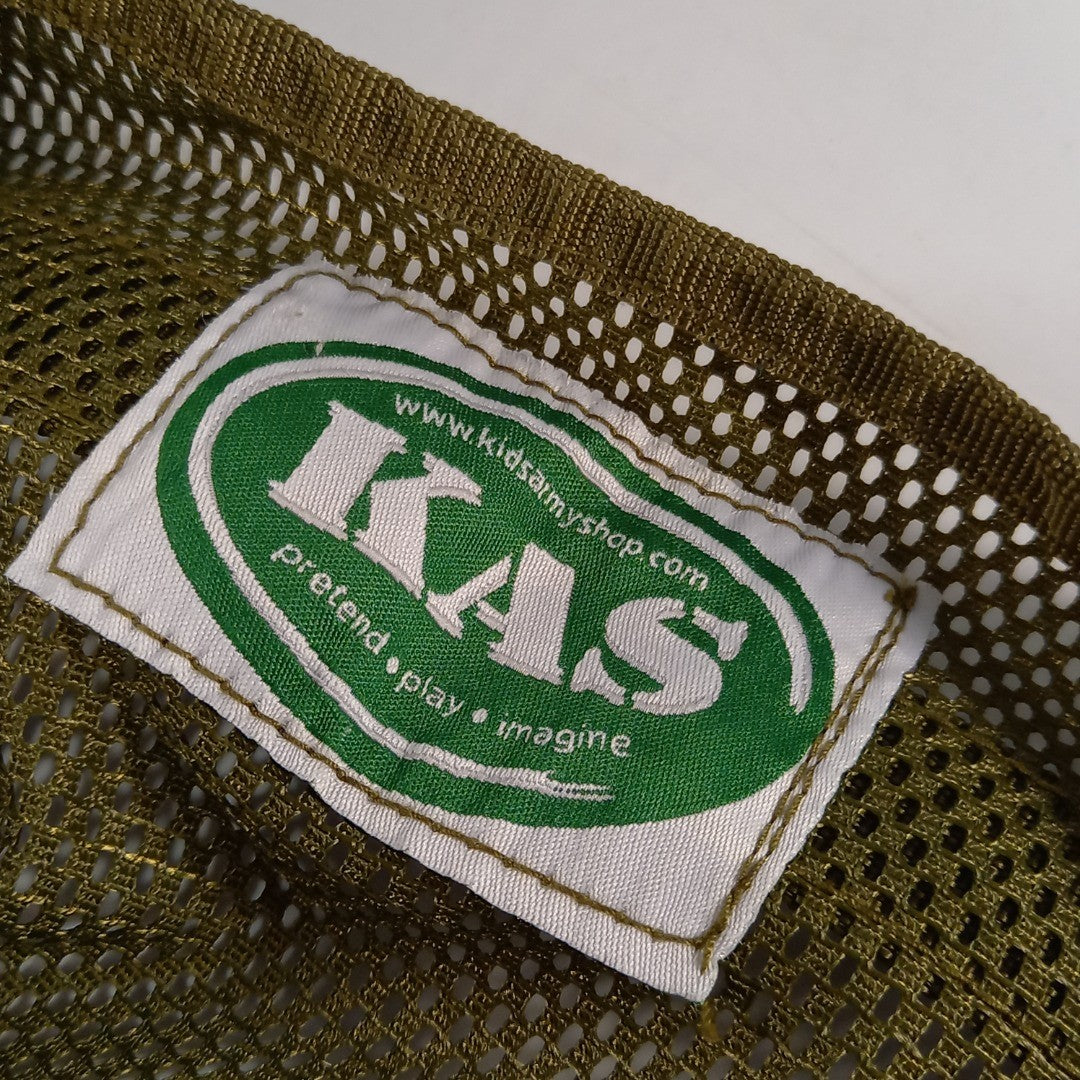 www.kidsarmyshop.com
KAS
pretend • play • imagine